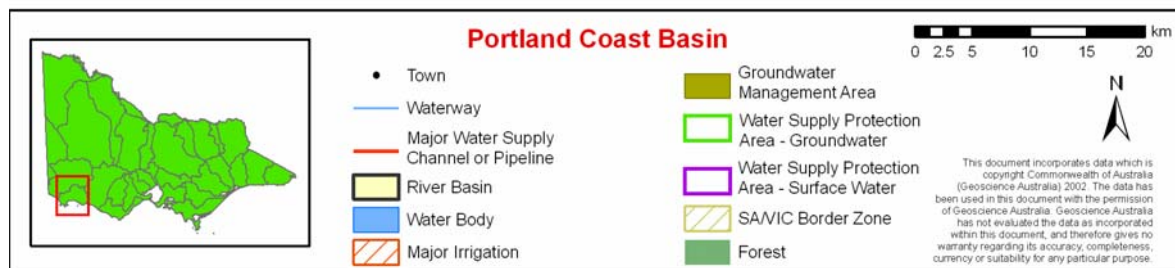 Portland Coast Basin
Town
Waterway
Major Water Supply
Channel or Pipeline
River Basin
Water Body
Major Irrigation
Groundwater
Management Area
Water Supply Protection
Area - Groundwater
Water Supply Protection
Area - Surface Water
SA/VIC Border Zone
Forest
km
0 2.5 5 10 15 20
N
This document incorporates data which is
copyright Commonwealth of Australia
(Geoscience Australia) 2002. The data has
been used in this document with the permission
of Geoscience Australia. Geoscience Australia
has not evaluated the data as incorporated
within this document, and therefore gives no
warranty regarding its accuracy, completeness,
currency or suitability for any particular purpose.